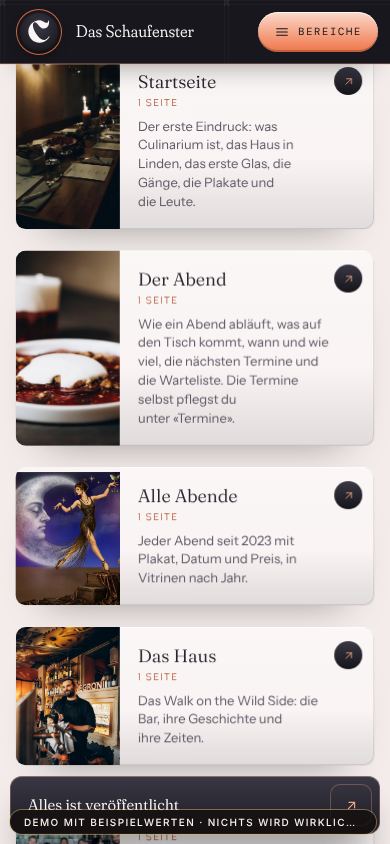 C Das Schaufenster
BEREICHE
Startseite
1 SEITE
Der erste Eindruck: was
Culinarium ist, das Haus in
Linden, das erste Glas, die
Gänge, die Plakate und
die Leute.
Der Abend
1 SEITE
Wie ein Abend abläuft, was auf
den Tisch kommt, wann und wie
viel, die nächsten Termine und
die Warteliste. Die Termine
selbst pflegst du
unter «Termine».
Alle Abende
1 SEITE
Jeder Abend seit 2023 mit
Plakat, Datum und Preis, in
Vitrinen nach Jahr.
Das Haus
1 SEITE
Das Walk on the Wild Side: die
Bar, ihre Geschichte und
ihre Zeiten.
Alles ist veröffentlicht
DEMO MIT BEISPIELWERTEN · NICHTS WIRD WIRKLIC…
1 SEITE